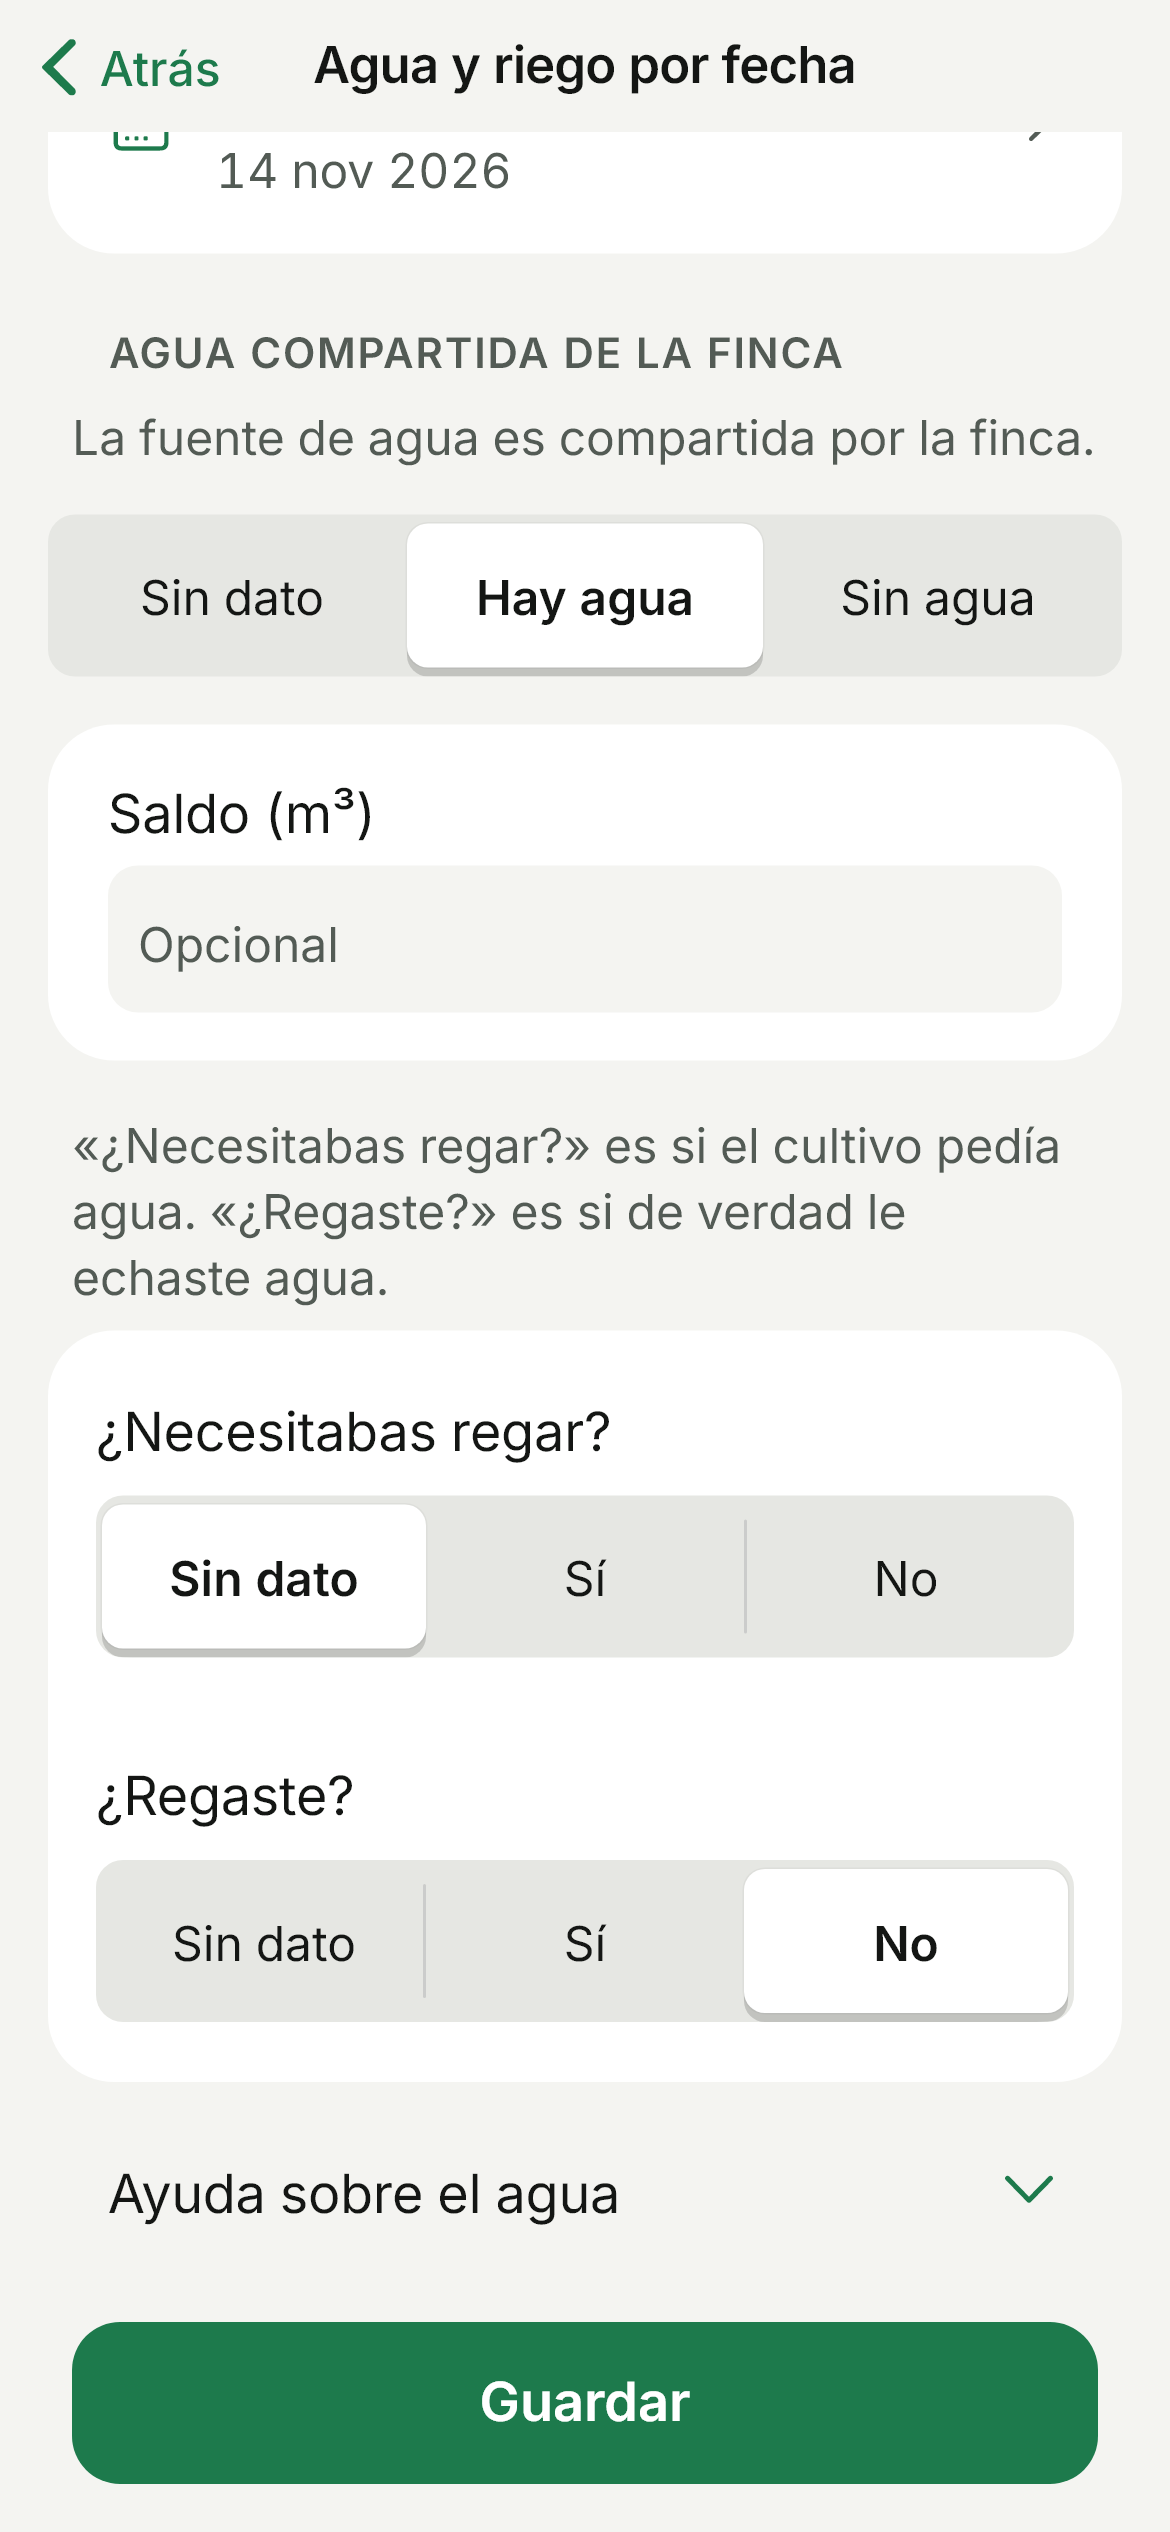 Atrás
Agua y riego por fecha
14 nov 2026
AGUA COMPARTIDA DE LA FINCA
La fuente de agua es compartida por la finca.
Sin dato
Hay agua
Sin agua
Saldo (m³)
Opcional
«¿Necesitabas regar?» es si el cultivo pedía
agua. «¿Regaste?» es si de verdad le
echaste agua.
¿Necesitabas regar?
Sin dato
Sí
No
¿Regaste?
Sin dato
Sí
No
Ayuda sobre el agua
Guardar